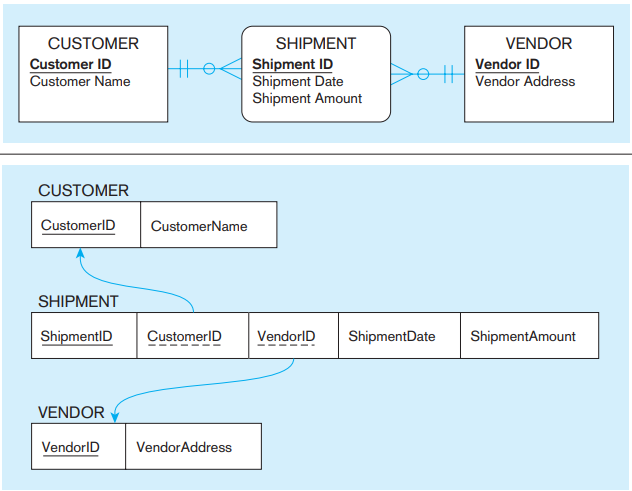 CUSTOMER
Customer ID
Customer Name
SHIPMENT
Shipment ID
Shipment Date
Shipment Amount
VENDOR
Vendor ID
Vendor Address
CUSTOMER
CustomerID CustomerName
SHIPMENT
ShipmentID CustomerID VendorID ShipmentDate ShipmentAmount
VENDOR
VendorID VendorAddress